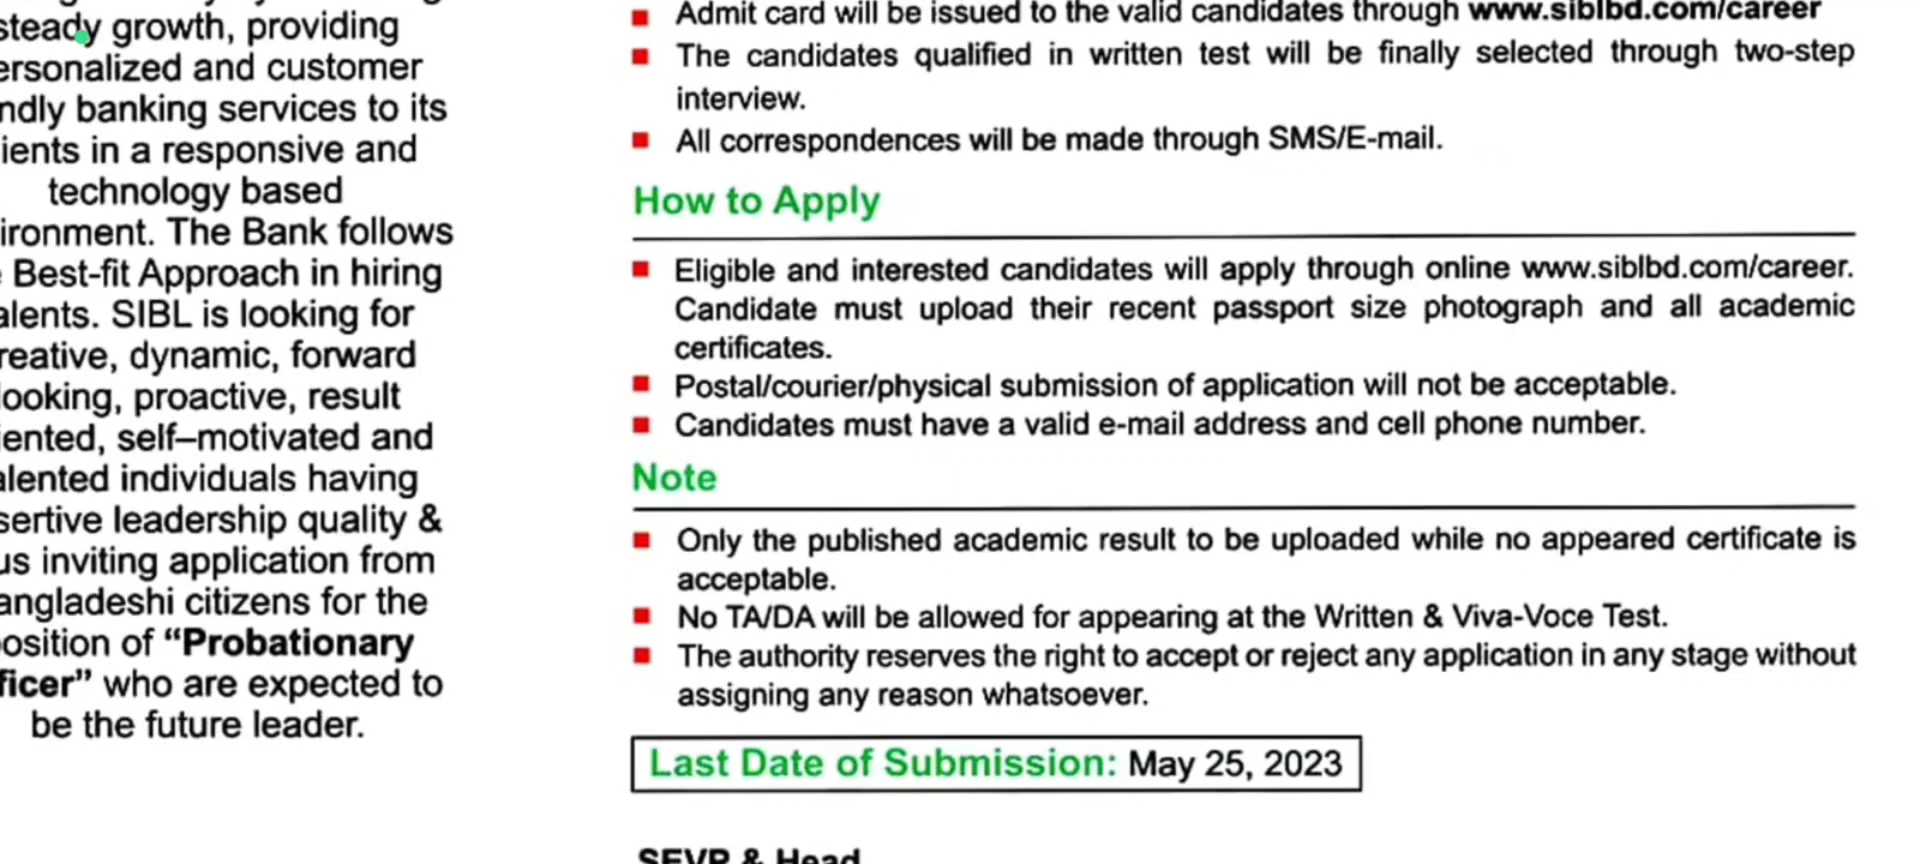 steady growth, providing
ersonalized and customer
ndly banking services to its
ients in a responsive and
technology based
ironment. The Bank follows
Best-fit Approach in hiring
alents. SIBL is looking for
reative, dynamic, forward
ooking, proactive, result
iented, self–motivated and
alented individuals having
sertive leadership quality &
us inviting application from
angladeshi citizens for the
osition of “Probationary
ficer” who are expected to
be the future leader.
Admit card will be issued to the valid candidates through www.siblbd.com/career
The candidates qualified in written test will be finally selected through two-step
interview.
All correspondences will be made through SMS/E-mail.
How to Apply
Eligible and interested candidates will apply through online www.siblbd.com/career.
Candidate must upload their recent passport size photograph and all academic
certificates.
Postal/courier/physical submission of application will not be acceptable.
Candidates must have a valid e-mail address and cell phone number.
Note
Only the published academic result to be uploaded while no appeared certificate is
acceptable.
No TA/DA will be allowed for appearing at the Written & Viva-Voce Test.
The authority reserves the right to accept or reject any application in any stage without
assigning any reason whatsoever.
Last Date of Submission: May 25, 2023
SEVP & Head